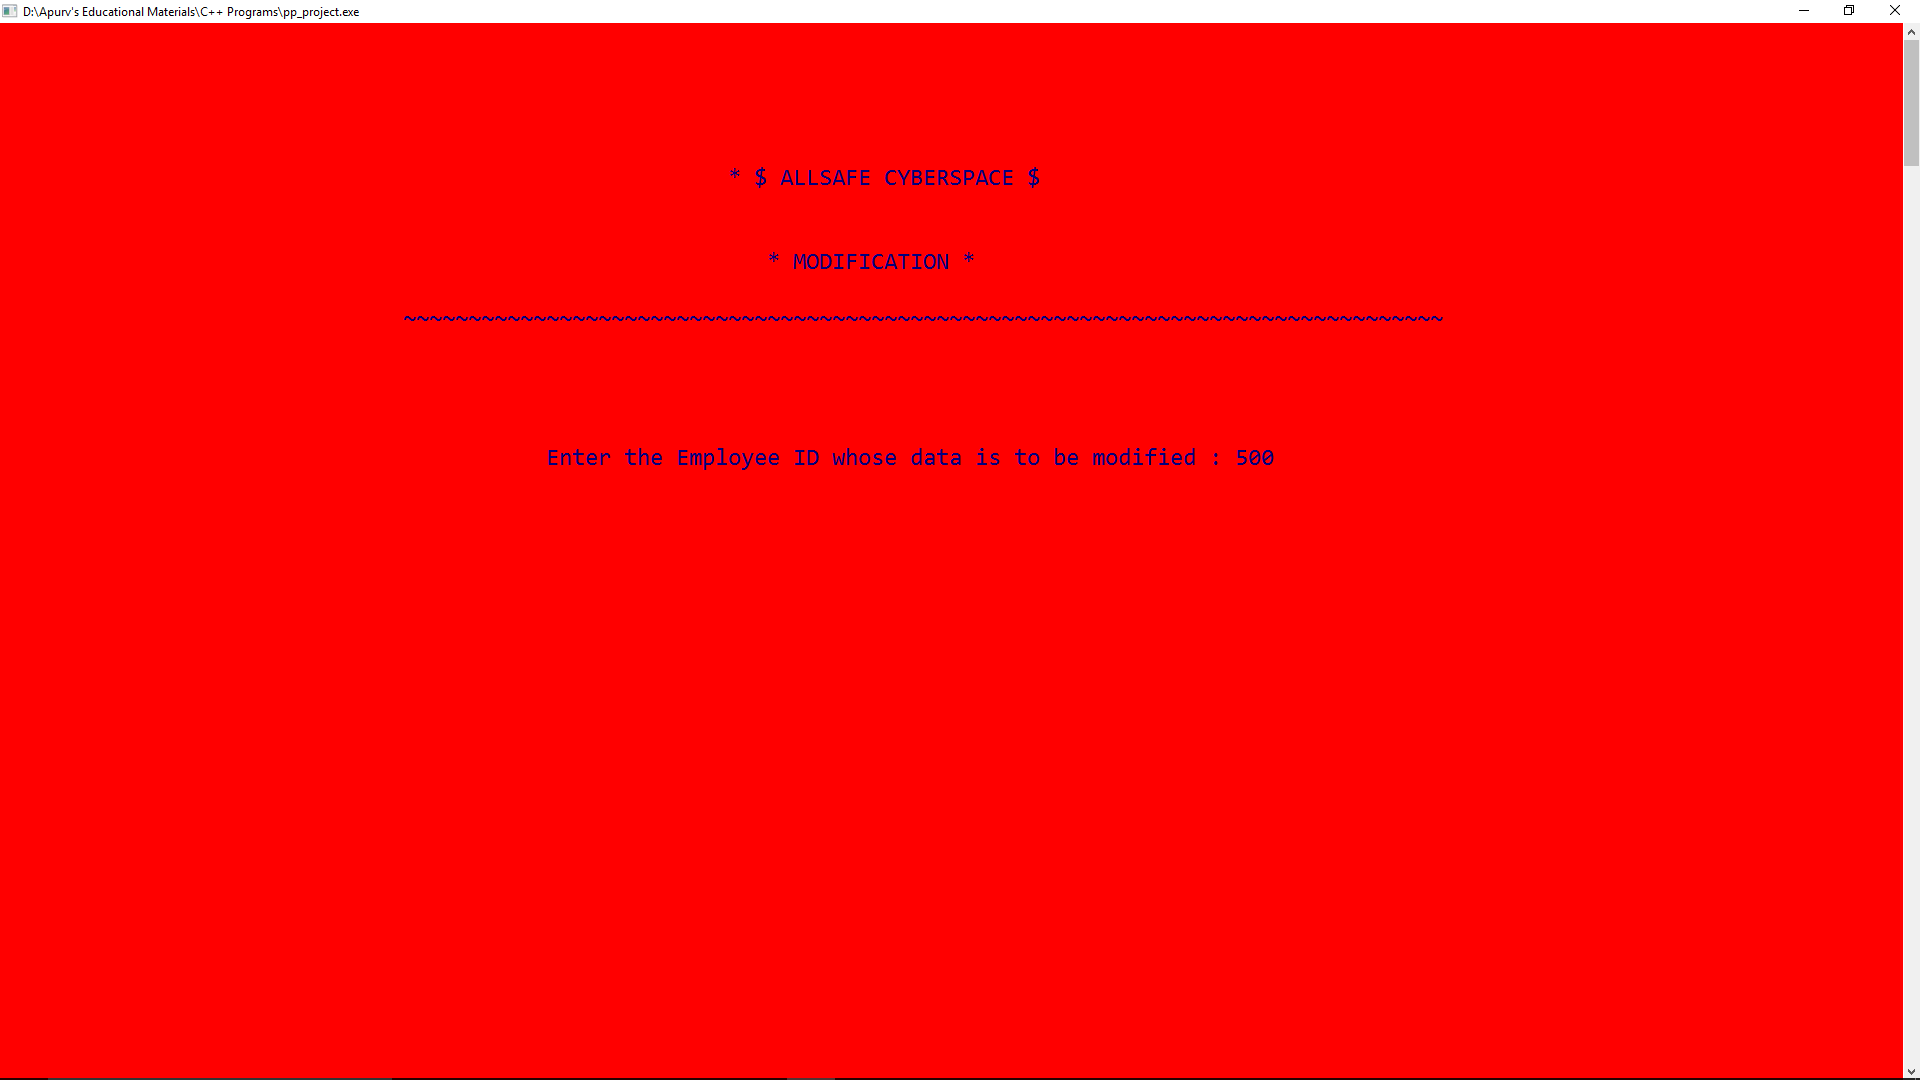 D:\Apurv's Educational Materials\C++ Programs\pp_project.exe
* $ ALLSAFE CYBERSPACE $
* MODIFICATION *
~~~~~~~~~~~~~~~~~~~~~~~~~~~~~~~~~~~~~~~~~~~~~~~~~~~~~~~~~~~~~~~~~~~~~~~~~~~~~~~~
Enter the Employee ID whose data is to be modified : 500